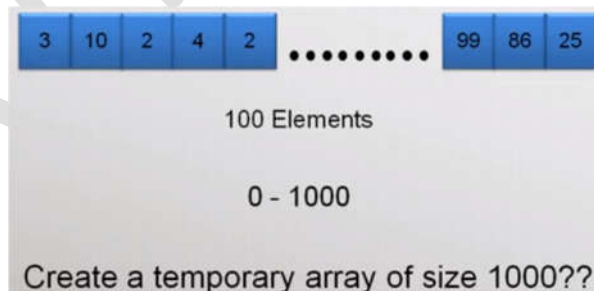 3 10 2 4 2 ......... 99 86 25
100 Elements
0 - 1000
Create a temporary array of size 1000??